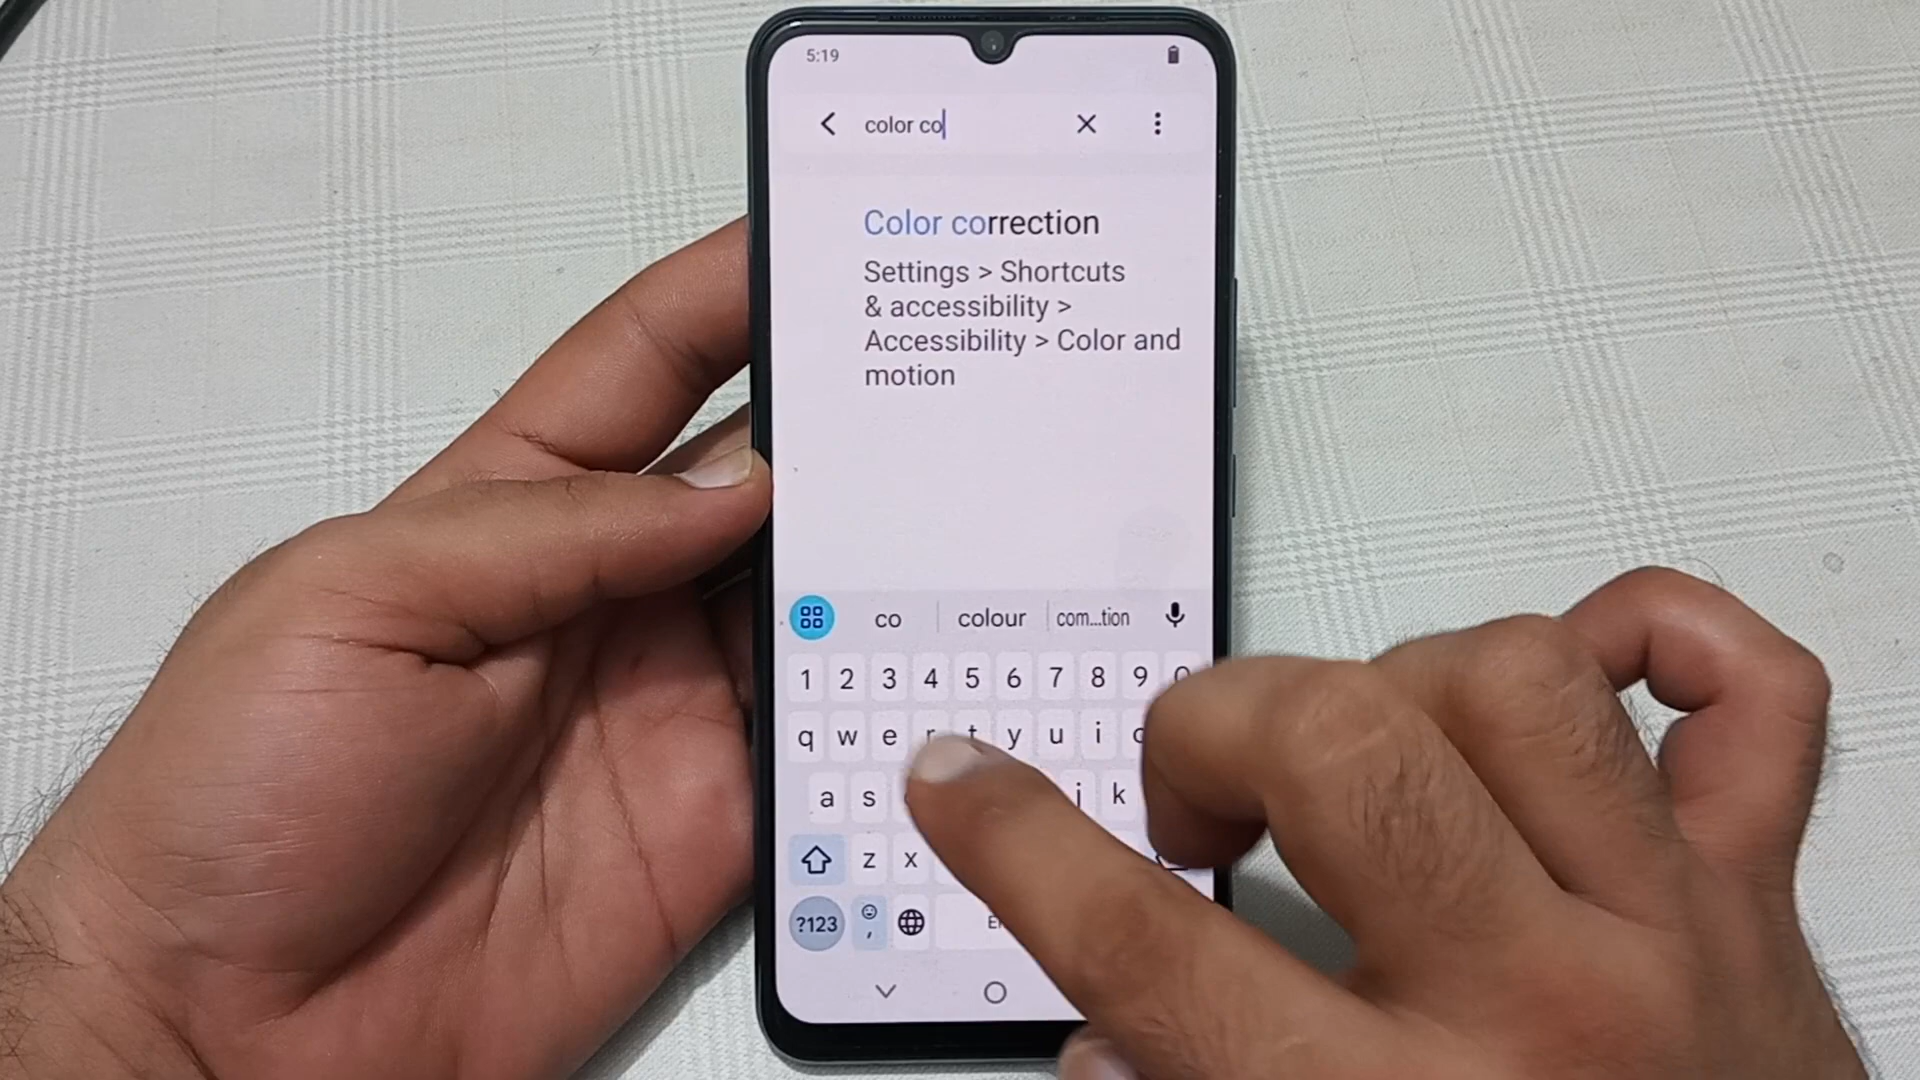 5:19
color co
Color correction
Settings > Shortcuts
& accessibility >
Accessibility > Color and
motion
co colour com...tion
1 2 3 4 5 6 7 8 9
q w e r t y u i
a s j k
z x
?123 ,